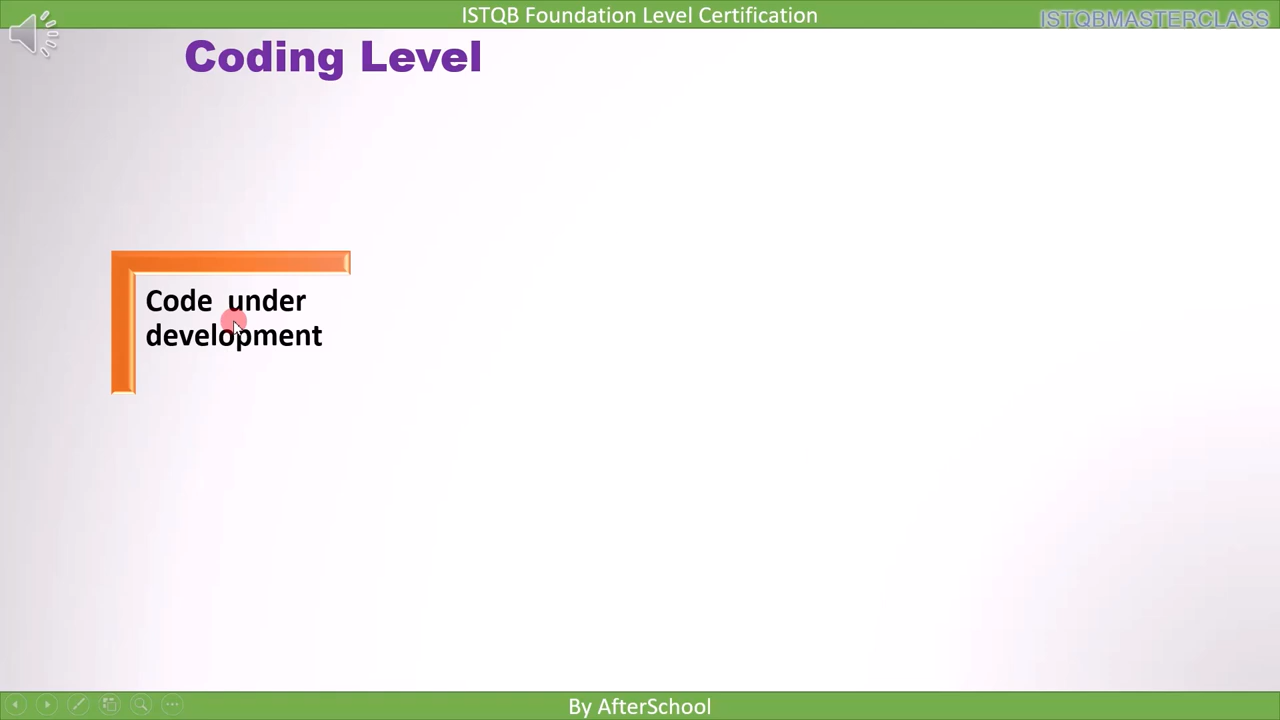 ISTQB Foundation Level Certification
ISTQBMASTERCLASS
Coding Level
Code under
development
By AfterSchool